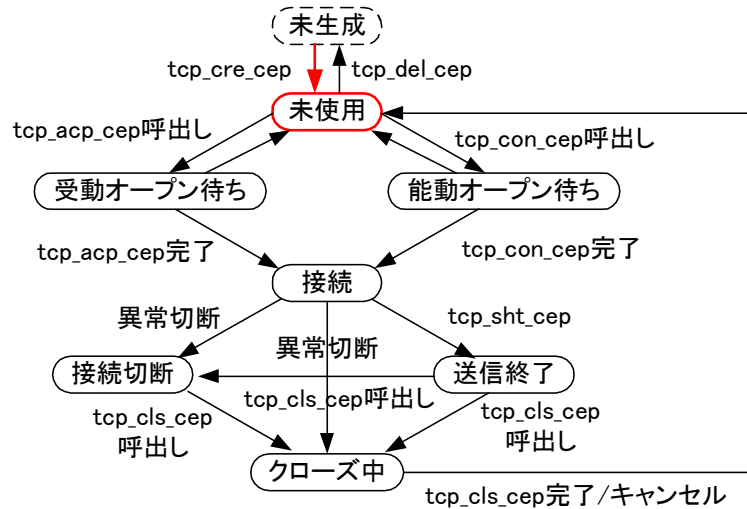 未生成
tcp_cre_cep
tcp_del_cep
未使用
tcp_acp_cep呼出し
tcp_con_cep呼出し
受動オープン待ち
能動オープン待ち
tcp_acp_cep完了
tcp_con_cep完了
接続
異常切断
tcp_sht_cep
異常切断
接続切断
送信終了
tcp_cls_cep呼出し
tcp_cls_cep
呼出し
tcp_cls_cep
呼出し
クローズ中
tcp_cls_cep完了/キャンセル